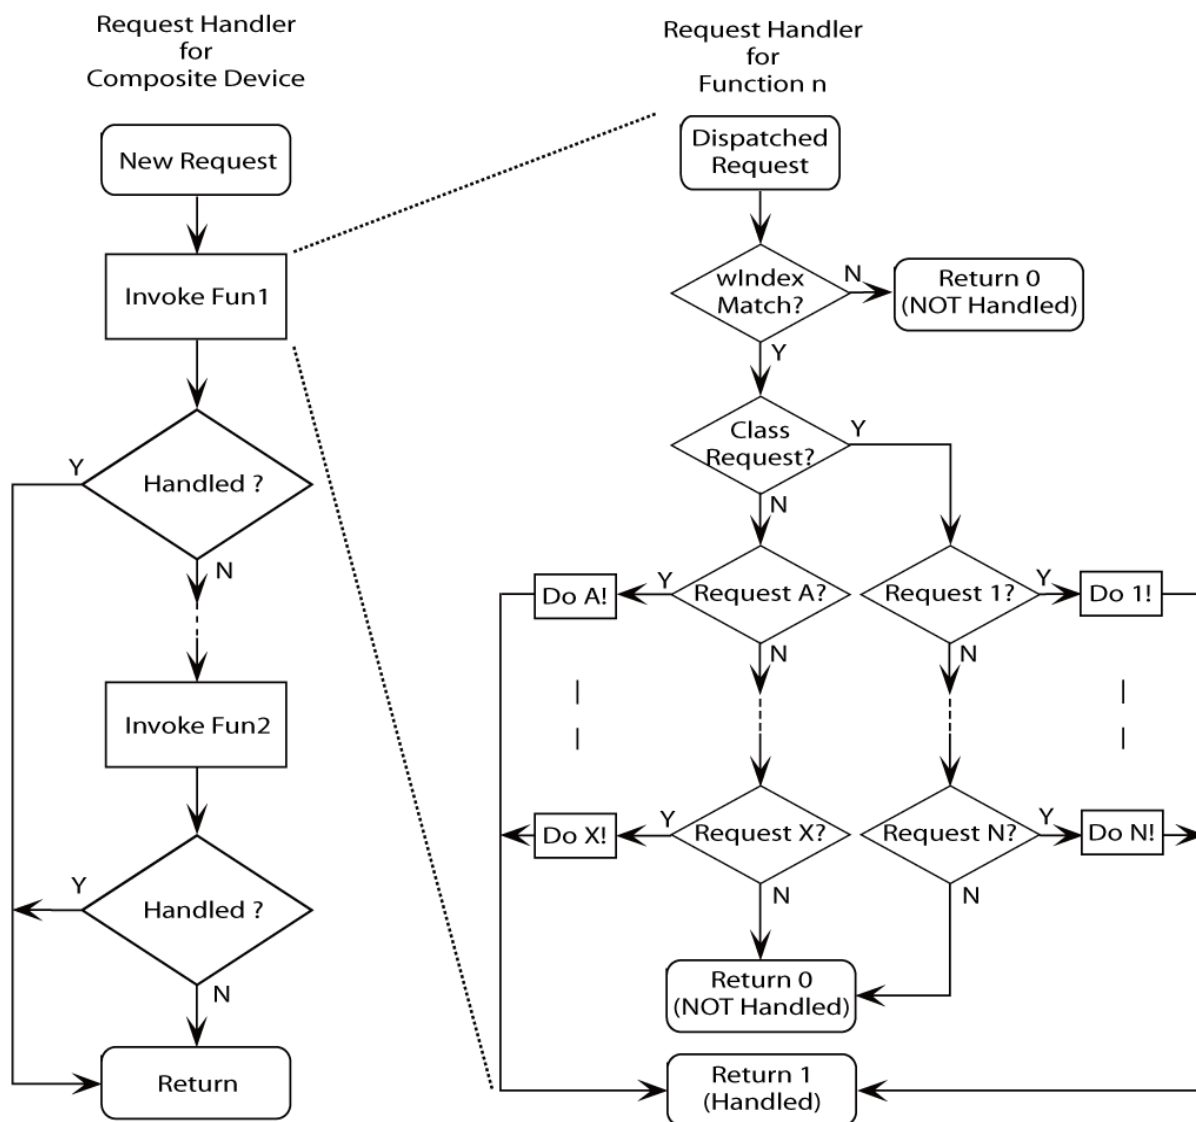 Request Handler
for
Composite Device
New Request
Invoke Fun1
Handled ?
Y
N
Invoke Fun2
Handled ?
Y
N
Return
Request Handler
for
Function n
Dispatched
Request
wIndex
Match?
N
Return 0
(NOT Handled)
Y
Class
Request?
Y
N
Do A!
Y
Request A?
N
Request 1?
Y
Do 1!
N
Do X!
Y
Request X?
N
Request N?
Y
Do N!
N
Return 0
(NOT Handled)
Return 1
(Handled)